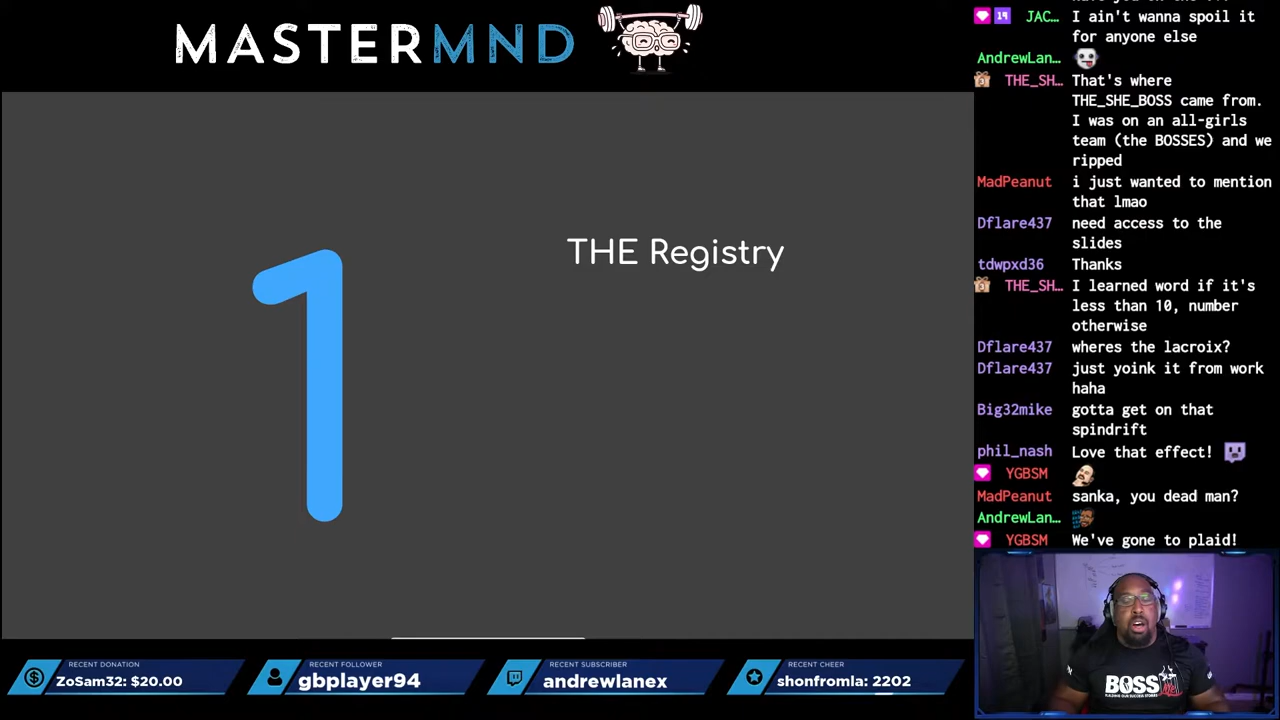 MASTERMND
1
THE Registry
JAC… I ain't wanna spoil it
for anyone else
AndrewLan…
THE_SH… That's where
THE_SHE_BOSS came from.
I was on an all-girls
team (the BOSSES) and we
ripped
MadPeanut i just wanted to mention
that lmao
Dflare437 need access to the
slides
tdwpxd36 Thanks
THE_SH… I learned word if it's
less than 10, number
otherwise
Dflare437 wheres the lacroix?
Dflare437 just yoink it from work
haha
Big32mike gotta get on that
spindrift
phil_nash Love that effect!
YGBSM
MadPeanut sanka, you dead man?
AndrewLan…
YGBSM We've gone to plaid!
BOSS
RECENT DONATION
ZoSam32: $20.00
RECENT FOLLOWER
gbplayer94
RECENT SUBSCRIBER
andrewlanex
RECENT CHEER
shonfromla: 2202